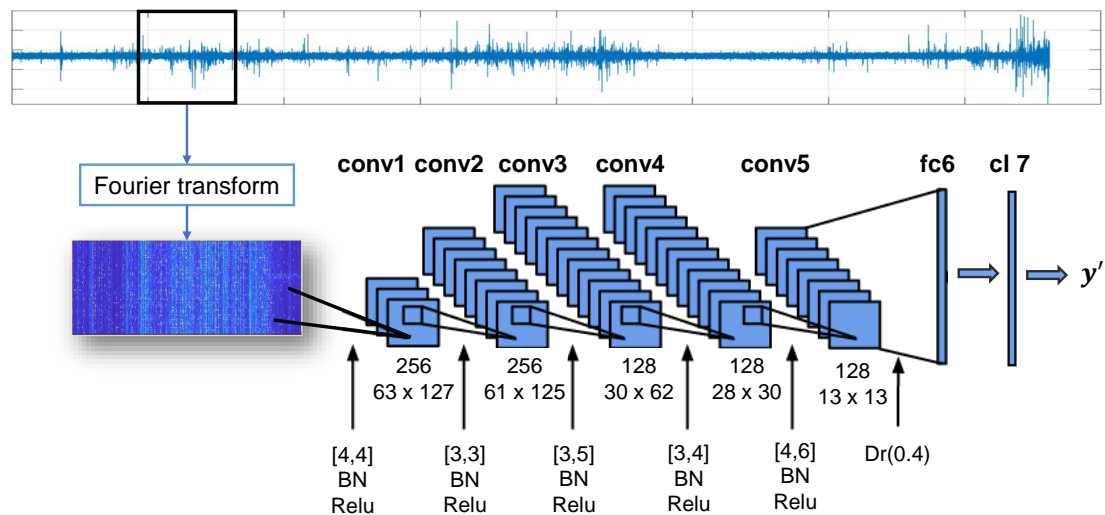 conv1 conv2 conv3 conv4 conv5 fc6 cl 7
Fourier transform
y′
256 256 128 128 128
63 x 127 61 x 125 30 x 62 28 x 30 13 x 13
[4,4] [3,3] [3,5] [3,4] [4,6] Dr(0.4)
BN BN BN BN BN
Relu Relu Relu Relu Relu